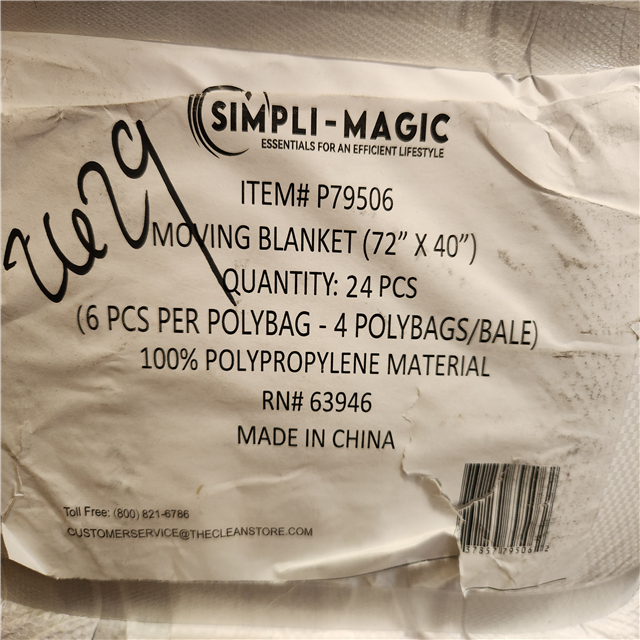 SIMPLI-MAGIC
ESSENTIALS FOR AN EFFICIENT LIFESTYLE
2629
ITEM# P79506
MOVING BLANKET (72” X 40”)
QUANTITY: 24 PCS
(6 PCS PER POLYBAG - 4 POLYBAGS/BALE)
100% POLYPROPYLENE MATERIAL
RN# 63946
MADE IN CHINA
Toll Free: (800) 821-6786
CUSTOMERSERVICE@THECLEANSTORE.COM